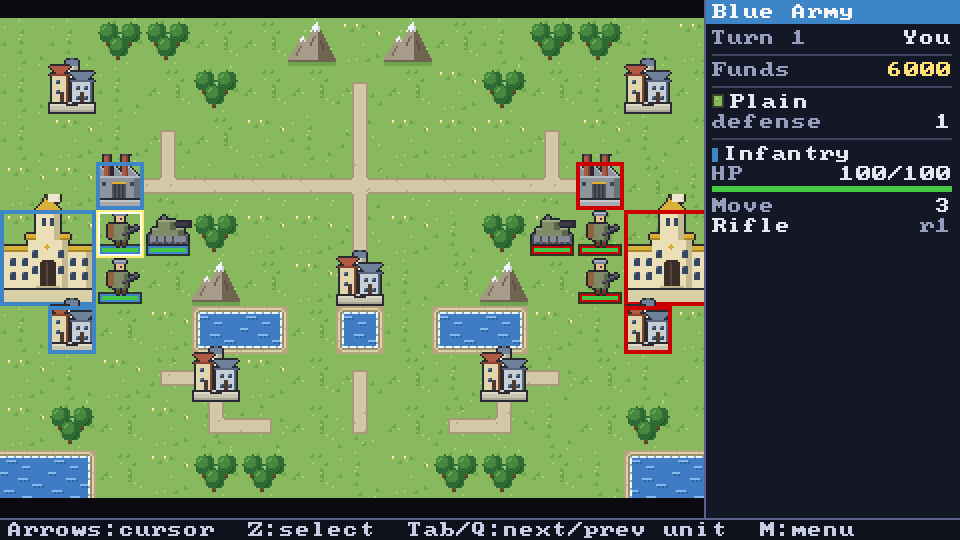 Blue Army
Turn 1 You
Funds 6000
Plain
defense 1
Infantry
HP 100/100
Move 3
Rifle r1
Arrows:cursor Z:select Tab/Q:next/prev unit M:menu